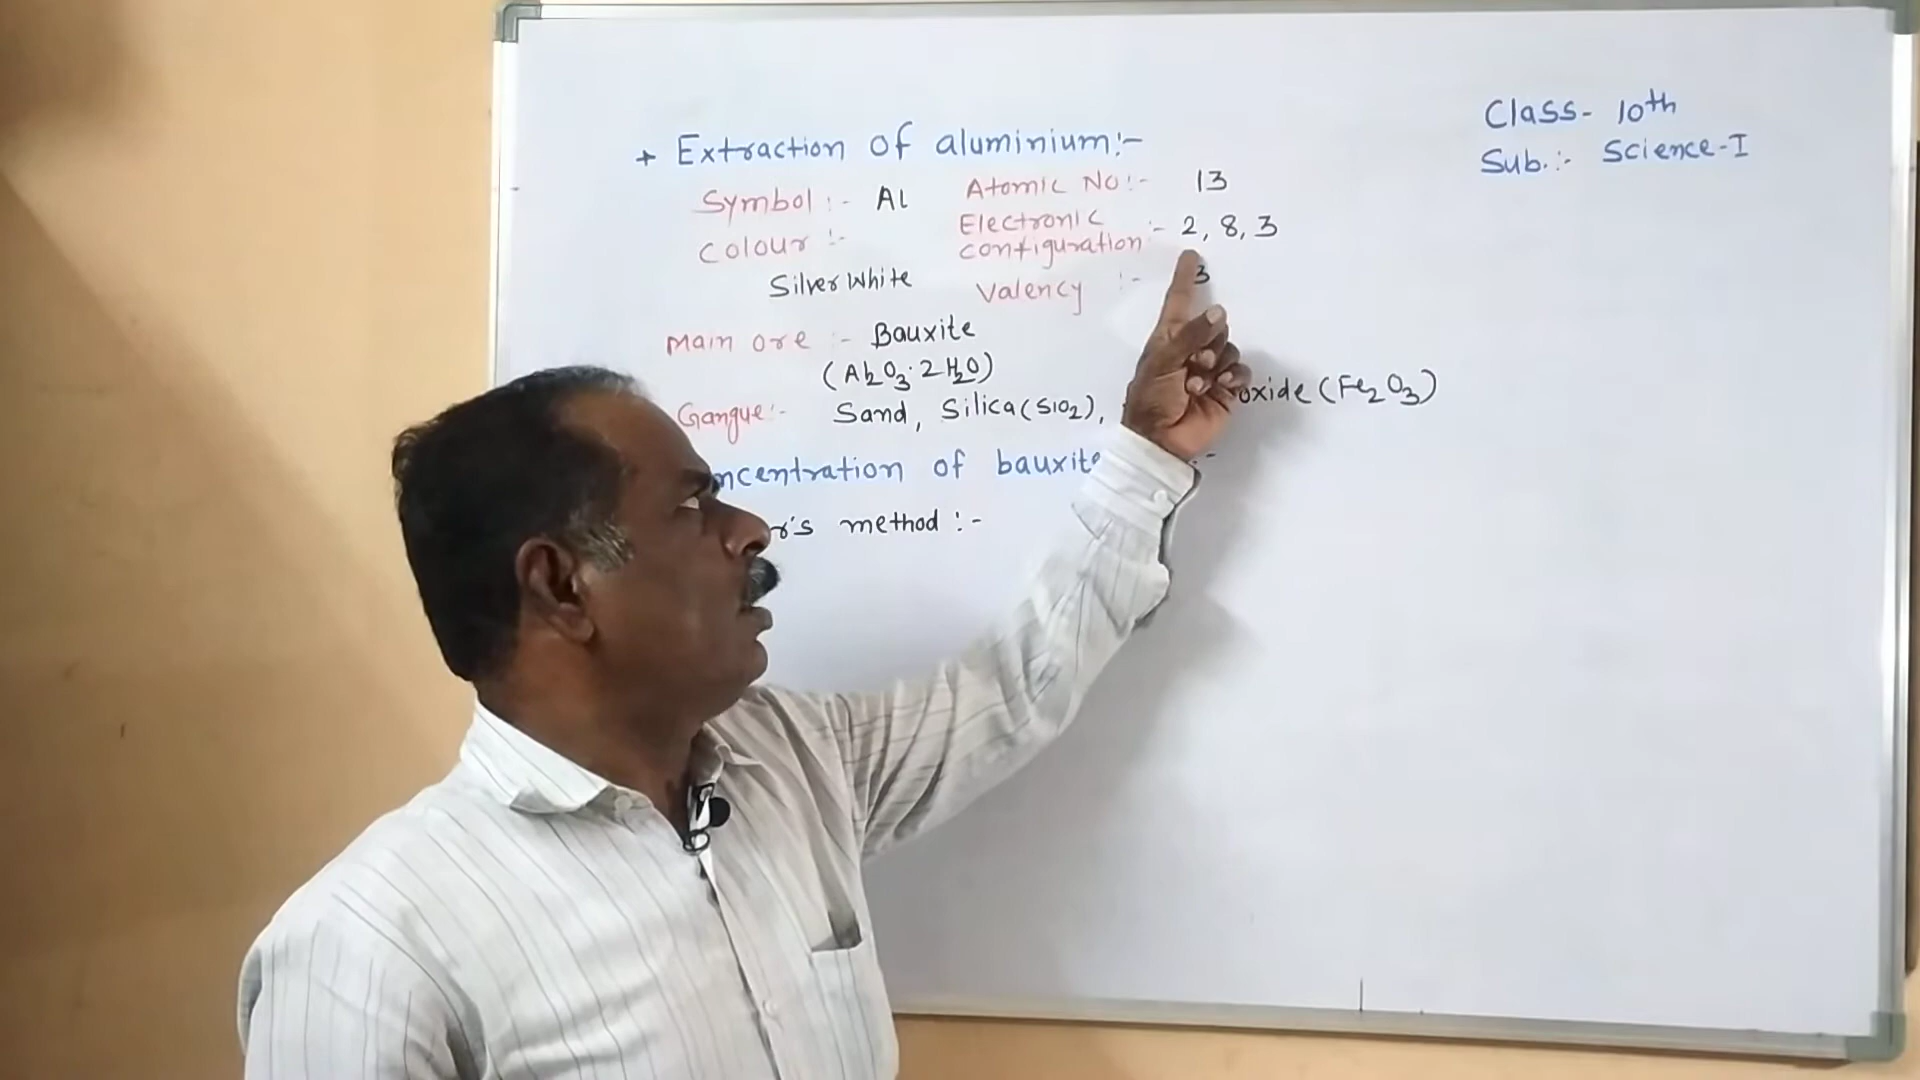 + Extraction of aluminium:-
Class- 10th
Sub.:- Science-I
Symbol :- Al
Atomic No:- 13
Colour :-
Silver White
Electronic
configuration :- 2, 8, 3
Valency :- 3
Main ore :- Bauxite
(Al2O3·2H2O)
Gangue:- Sand, Silica(SiO2), oxide (Fe2O3)
of bauxite
method :-